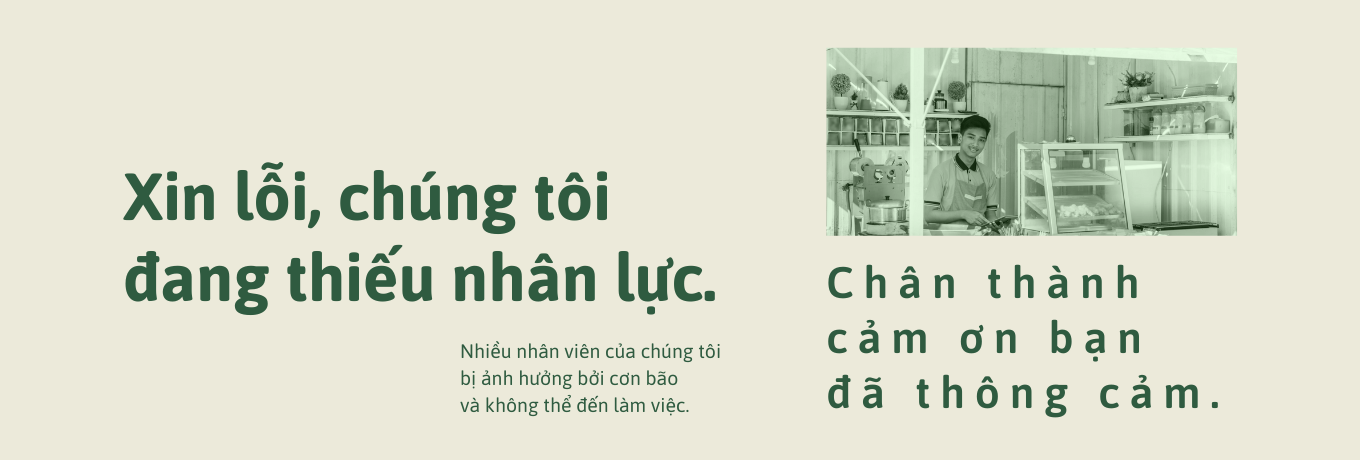 Xin lỗi, chúng tôi
đang thiếu nhân lực.
Nhiều nhân viên của chúng tôi
bị ảnh hưởng bởi cơn bão
và không thể đến làm việc.
Chân thành
cảm ơn bạn
đã thông cảm.